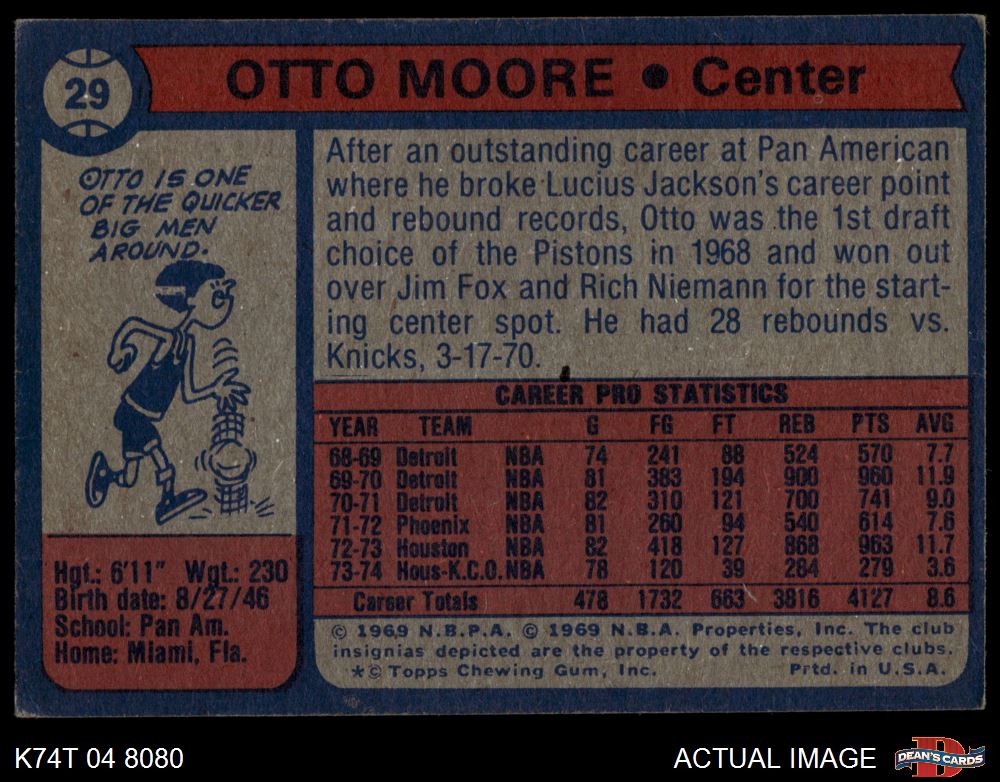 29
OTTO MOORE • Center
OTTO IS ONE
OF THE QUICKER
BIG MEN
AROUND.
After an outstanding career at Pan American
where he broke Lucius Jackson's career point
and rebound records, Otto was the 1st draft
choice of the Pistons in 1968 and won out
over Jim Fox and Rich Niemann for the start-
ing center spot. He had 28 rebounds vs.
Knicks, 3-17-70.
CAREER PRO STATISTICS
YEAR TEAM G FG FT REB PTS AVG
68-69 Detroit NBA 74 241 88 524 570 7.7
69-70 Detroit NBA 81 383 194 900 960 11.9
70-71 Detroit NBA 82 310 121 700 741 9.0
71-72 Phoenix NBA 81 260 94 540 614 7.6
72-73 Houston NBA 82 418 127 868 963 11.7
73-74 Hous-K.C.O. NBA 78 120 39 284 279 3.6
Career Totals 478 1732 663 3816 4127 8.6
Hgt.: 6'11" Wgt.: 230
Birth date: 8/27/46
School: Pan Am.
Home: Miami, Fla.
© 1969 N.B.P.A. © 1969 N.B.A. Properties, Inc. The club
insignias depicted are the property of the respective clubs.
*© Topps Chewing Gum, Inc. Prtd. in U.S.A.
K74T 04 8080
ACTUAL IMAGE
D
DEAN'S CARDS